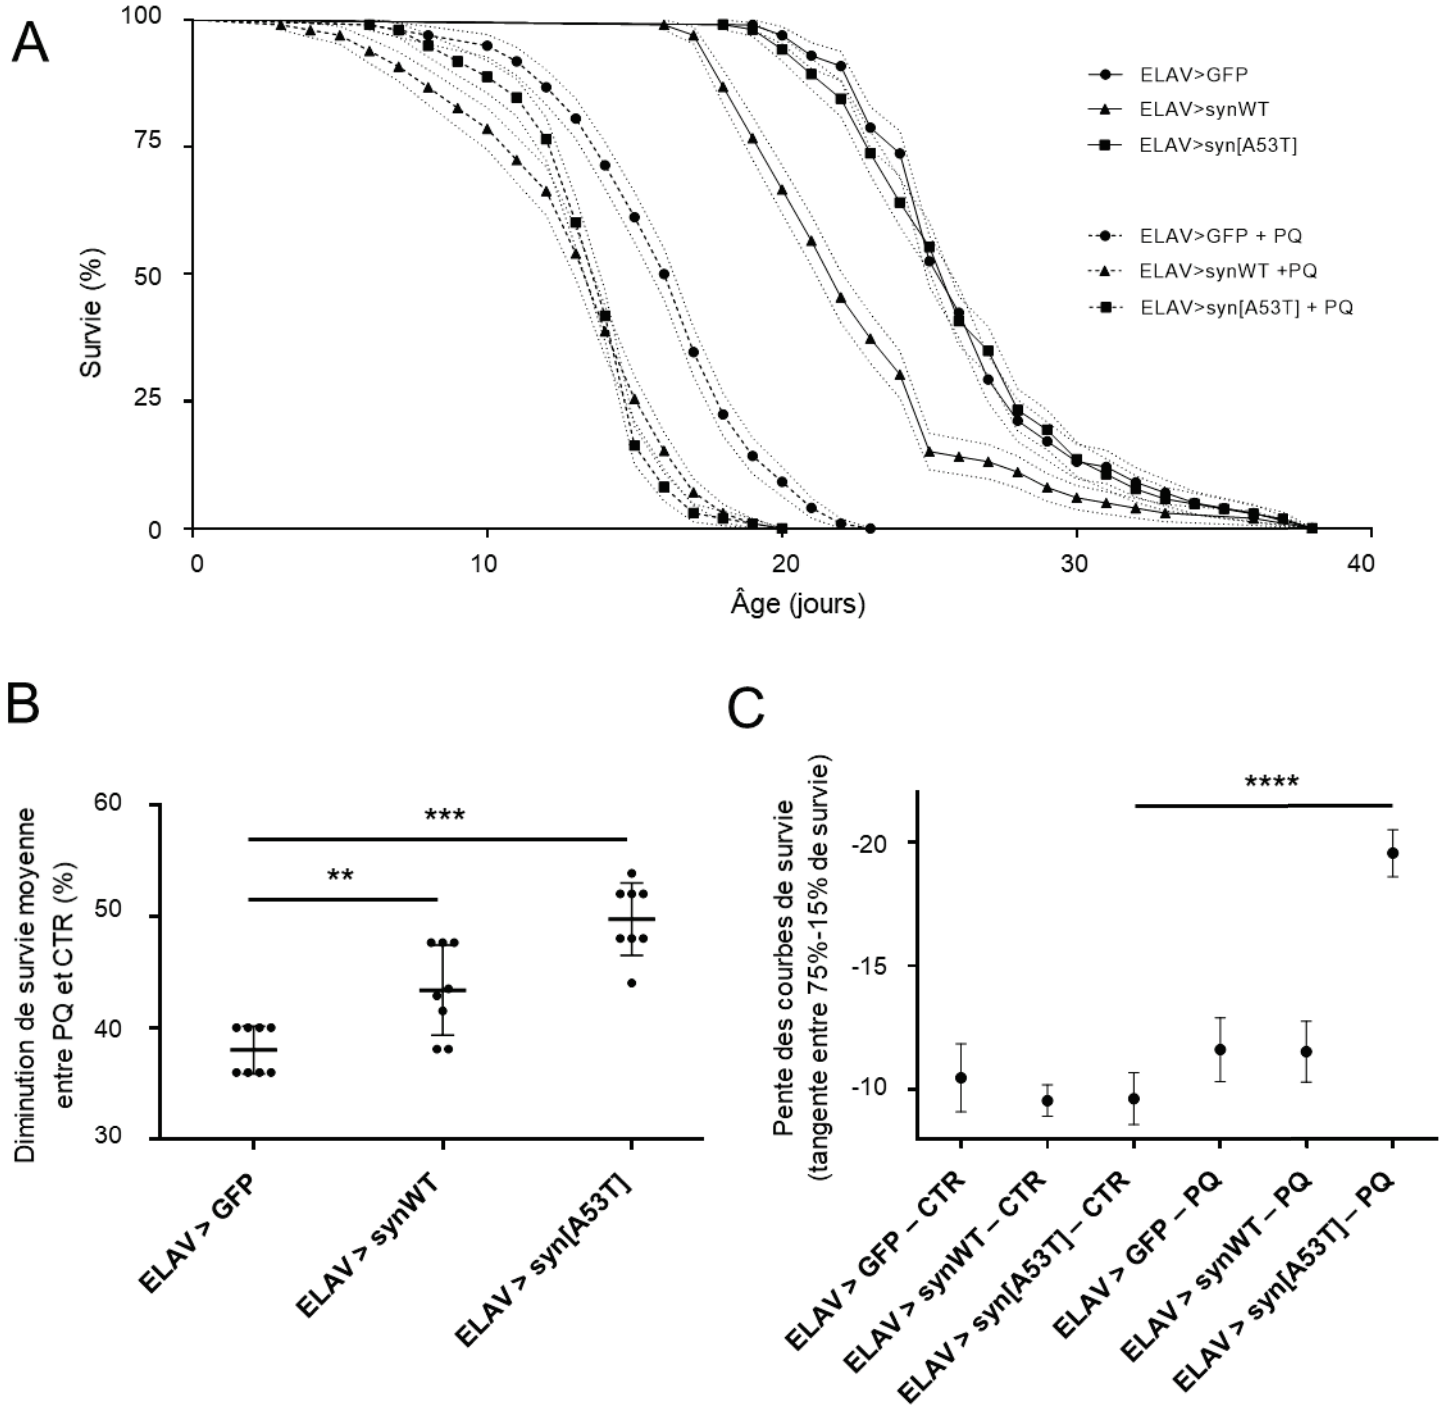 A
100
75
50
25
0
Survie (%)
0 10 20 30 40
Âge (jours)
ELAV>GFP
ELAV>synWT
ELAV>syn[A53T]
ELAV>GFP + PQ
ELAV>synWT +PQ
ELAV>syn[A53T] + PQ
B
Diminution de survie moyenne
entre PQ et CTR (%)
60
50
40
30
***
**
ELAV > GFP
ELAV > synWT
ELAV > syn[A53T]
C
Pente des courbes de survie
(tangente entre 75%-15% de survie)
-20
-15
-10
****
ELAV > GFP – CTR
ELAV > synWT – CTR
ELAV > syn[A53T] – CTR
ELAV > GFP – PQ
ELAV > synWT – PQ
ELAV > syn[A53T] – PQ